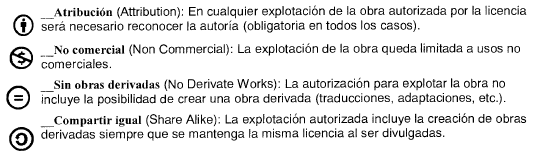 __Atribución (Attribution): En cualquier explotación de la obra autorizada por la licencia
será necesario reconocer la autoría (obligatoria en todos los casos).
__No comercial (Non Commercial): La explotación de la obra queda limitada a usos no
comerciales.
__Sin obras derivadas (No Derivate Works): La autorización para explotar la obra no
incluye la posibilidad de crear una obra derivada (traducciones, adaptaciones, etc.).
__Compartir igual (Share Alike): La explotación autorizada incluye la creación de obras
derivadas siempre que se mantenga la misma licencia al ser divulgadas.